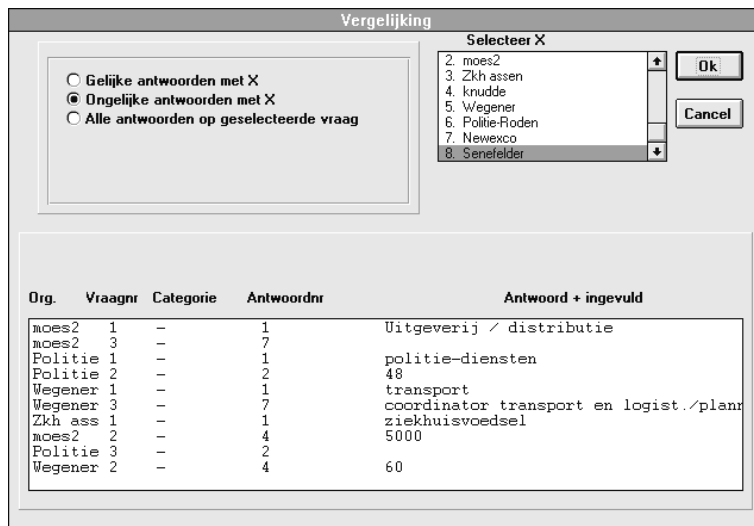 Vergelijking
Selecteer X
Gelijke antwoorden met X
Ongelijke antwoorden met X
Alle antwoorden op geselecteerde vraag
2. moes2
3. Zkh assen
4. knudde
5. Wegener
6. Politie-Roden
7. Newexco
8. Senefelder
Ok
Cancel
Org. Vraagnr Categorie Antwoordnr Antwoord + ingevuld
moes2 1 – 1 Uitgeverij / distributie
moes2 3 – 7
Politie 1 – 1 politie-diensten
Politie 2 – 2 48
Wegener 1 – 1 transport
Wegener 3 – 7 coordinator transport en logist./planr
Zkh ass 1 – 1 ziekhuisvoedsel
moes2 2 – 4 5000
Politie 3 – 2
Wegener 2 – 4 60